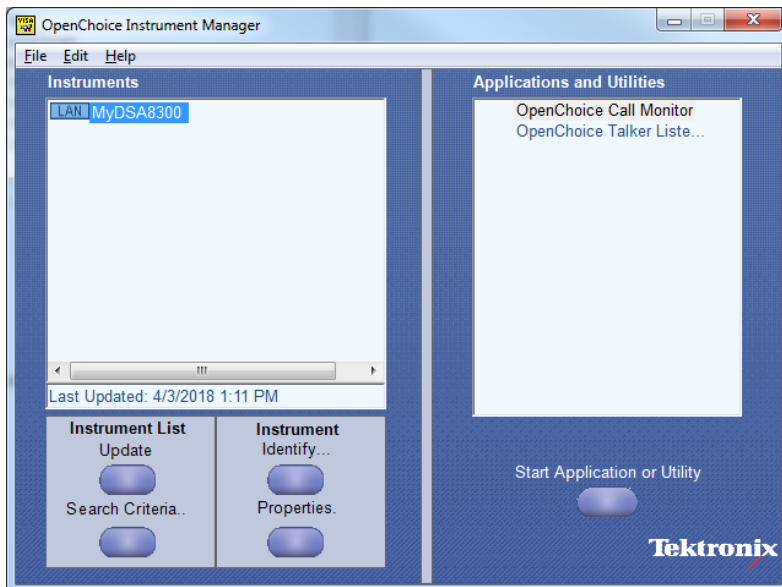 VISA
OpenChoice Instrument Manager
File Edit Help
Instruments
LAN MyDSA8300
Last Updated: 4/3/2018 1:11 PM
Instrument List
Update
Search Criteria..
Instrument
Identify...
Properties.
Applications and Utilities
OpenChoice Call Monitor
OpenChoice Talker Liste...
Start Application or Utility
Tektronix